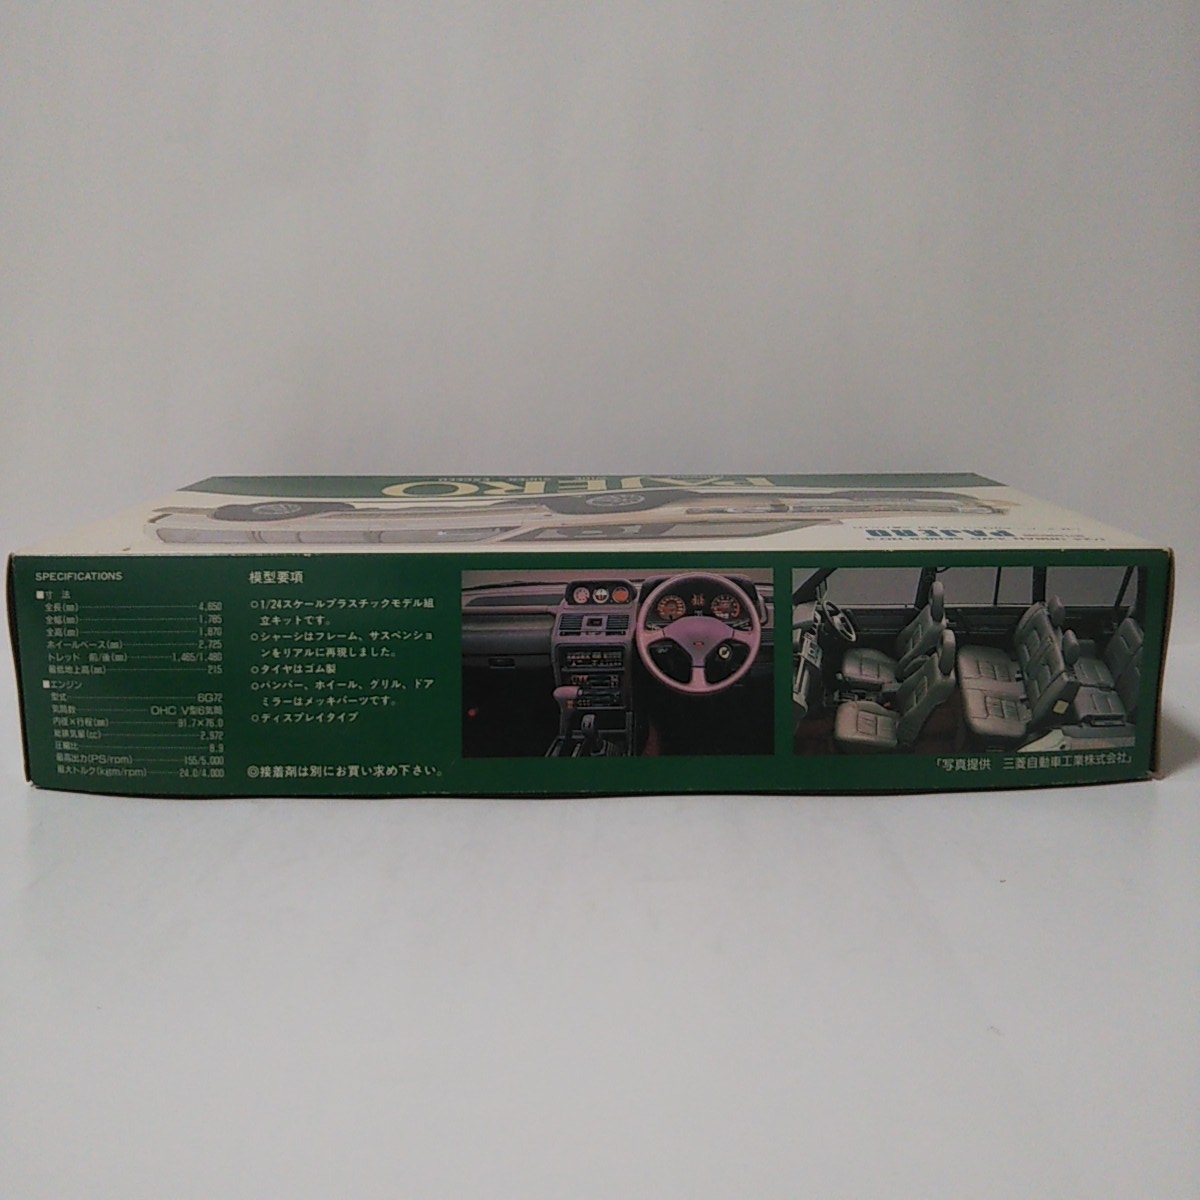 PAJERO
PAJERO
SPECIFICATIONS
■寸 法
全長(㎜) 4,650
全幅(㎜) 1,785
全高(㎜) 1,870
ホイールベース(㎜) 2,725
トレッド 前/後(㎜) 1,465/1,480
最低地上高(㎜) 215
■エンジン
型式 6G72
気筒数 OHC V型6気筒
内径×行程(㎜) 91.7×76.0
総排気量(cc) 2,972
圧縮比 8.9
最高出力(PS/rpm) 155/5,000
最大トルク(kgm/rpm) 24.0/4,000
模型要項
○1/24スケールプラスチックモデル組
立キットです。
○シャーシはフレーム、サスペンショ
ンをリアルに再現しました。
○タイヤはゴム製
○バンパー、ホイール、グリル、ドア
ミラーはメッキパーツです。
○ディスプレイタイプ
◎接着剤は別にお買い求め下さい。
「写真提供 三菱自動車工業株式会社」